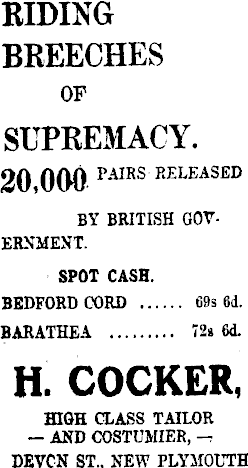 RIDING
BREECHES
OF
SUPREMACY.
20,000 PAIRS RELEASED
BY BRITISH GOV-
ERNMENT.
SPOT CASH.
BEDFORD CORD ...... 69s 6d.
BARATHEA ......... 72s 6d.
H. COCKER,
HIGH CLASS TAILOR
— AND COSTUMIER, —
DEVON ST., NEW PLYMOUTH